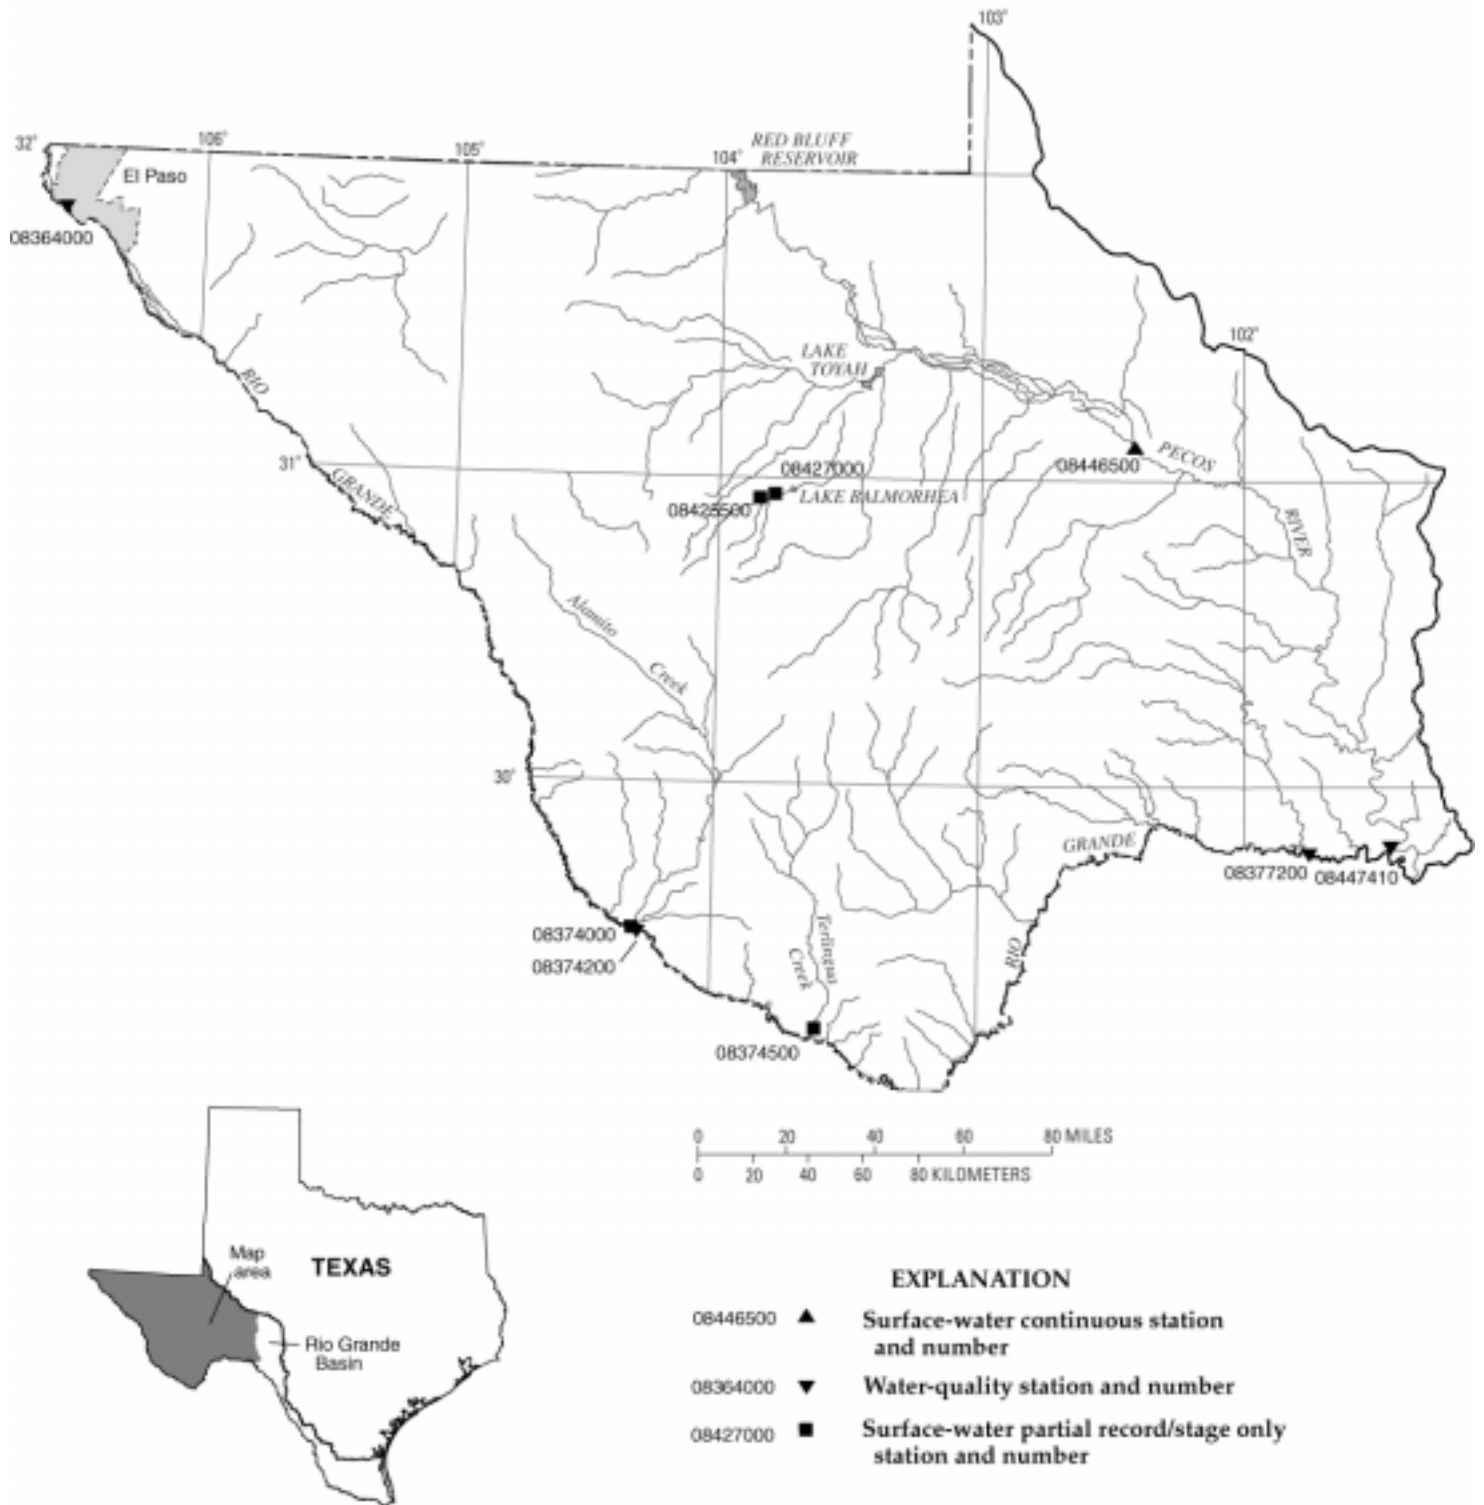 103°
32°
106°
105°
104°
RED BLUFF
RESERVOIR
El Paso
08364000
102°
LAKE
TOYAH
RIO
31°
GRANDE
08427000
08446500
PECOS
08425500
LAKE BALMORHEA
RIVER
Alamito
Creek
30°
GRANDE
08377200
08447410
08374000
08374200
Terlingua
Creek
RIO
08374500
0 20 40 60 80 MILES
0 20 40 60 80 KILOMETERS
TEXAS
Map
area
Rio Grande
Basin
EXPLANATION
08446500 ▲ Surface-water continuous station
and number
08364000 ▼ Water-quality station and number
08427000 ■ Surface-water partial record/stage only
station and number